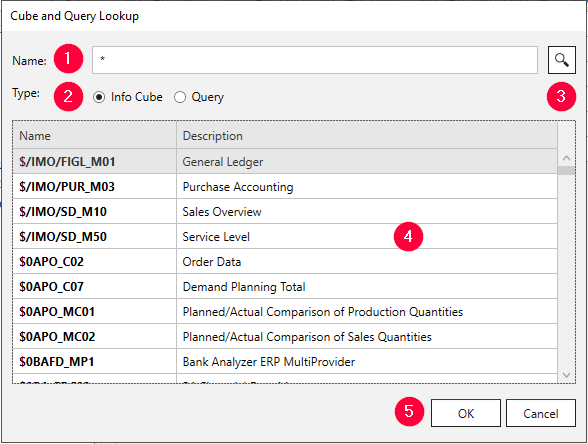 Cube and Query Lookup
Name: 1 *
Type: 2 Info Cube Query 3
Name Description
$/IMO/FIGL_M01 General Ledger
$/IMO/PUR_M03 Purchase Accounting
$/IMO/SD_M10 Sales Overview
$/IMO/SD_M50 Service Level 4
$0APO_C02 Order Data
$0APO_C07 Demand Planning Total
$0APO_MC01 Planned/Actual Comparison of Production Quantities
$0APO_MC02 Planned/Actual Comparison of Sales Quantities
$0BAFD_MP1 Bank Analyzer ERP MultiProvider
5 OK Cancel